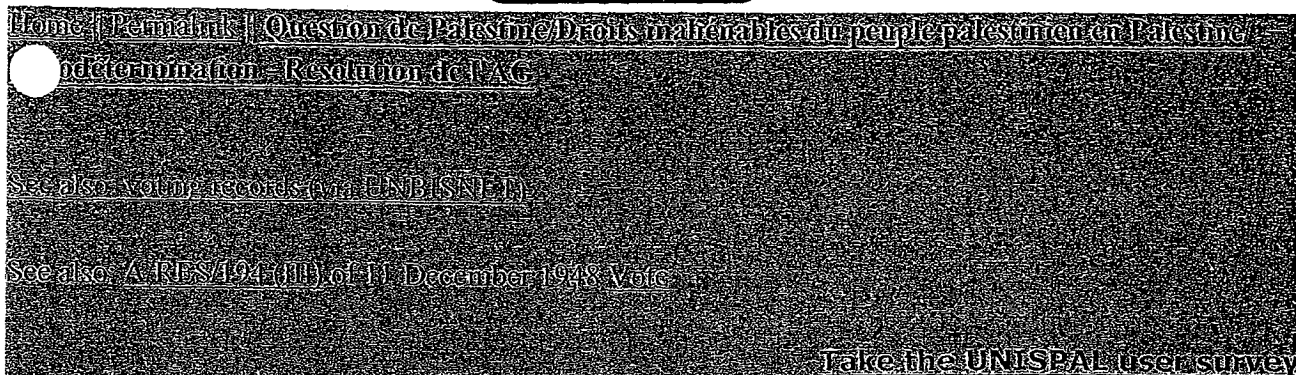 Home | Permalink | Question de Palestine/Droits inaliénables du peuple palestinien en Palestine/
odétermination - Résolution de l'AG
See also: Voting records (via UNBISNET)
See also: A/RES/194 (III) of 11 December 1948 Vote
Take the UNISPAL user survey